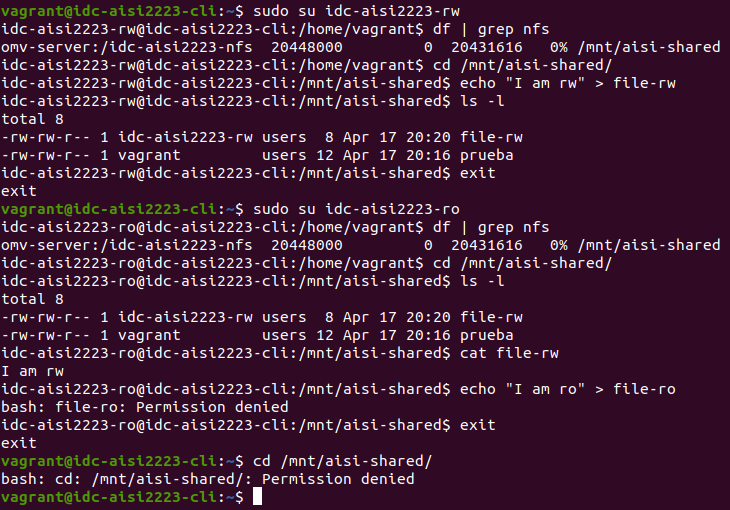 vagrant@idc-aisi2223-cli:~$ sudo su idc-aisi2223-rw
idc-aisi2223-rw@idc-aisi2223-cli:/home/vagrant$ df | grep nfs
omv-server:/idc-aisi2223-nfs  20448000          0  20431616   0% /mnt/aisi-shared
idc-aisi2223-rw@idc-aisi2223-cli:/home/vagrant$ cd /mnt/aisi-shared/
idc-aisi2223-rw@idc-aisi2223-cli:/mnt/aisi-shared$ echo "I am rw" > file-rw
idc-aisi2223-rw@idc-aisi2223-cli:/mnt/aisi-shared$ ls -l
total 8
-rw-rw-r-- 1 idc-aisi2223-rw users  8 Apr 17 20:20 file-rw
-rw-rw-r-- 1 vagrant         users 12 Apr 17 20:16 prueba
idc-aisi2223-rw@idc-aisi2223-cli:/mnt/aisi-shared$ exit
exit
vagrant@idc-aisi2223-cli:~$ sudo su idc-aisi2223-ro
idc-aisi2223-ro@idc-aisi2223-cli:/home/vagrant$ df | grep nfs
omv-server:/idc-aisi2223-nfs  20448000          0  20431616   0% /mnt/aisi-shared
idc-aisi2223-ro@idc-aisi2223-cli:/home/vagrant$ cd /mnt/aisi-shared/
idc-aisi2223-ro@idc-aisi2223-cli:/mnt/aisi-shared$ ls -l
total 8
-rw-rw-r-- 1 idc-aisi2223-rw users  8 Apr 17 20:20 file-rw
-rw-rw-r-- 1 vagrant         users 12 Apr 17 20:16 prueba
idc-aisi2223-ro@idc-aisi2223-cli:/mnt/aisi-shared$ cat file-rw
I am rw
idc-aisi2223-ro@idc-aisi2223-cli:/mnt/aisi-shared$ echo "I am ro" > file-ro
bash: file-ro: Permission denied
idc-aisi2223-ro@idc-aisi2223-cli:/mnt/aisi-shared$ exit
exit
vagrant@idc-aisi2223-cli:~$ cd /mnt/aisi-shared/
bash: cd: /mnt/aisi-shared/: Permission denied
vagrant@idc-aisi2223-cli:~$